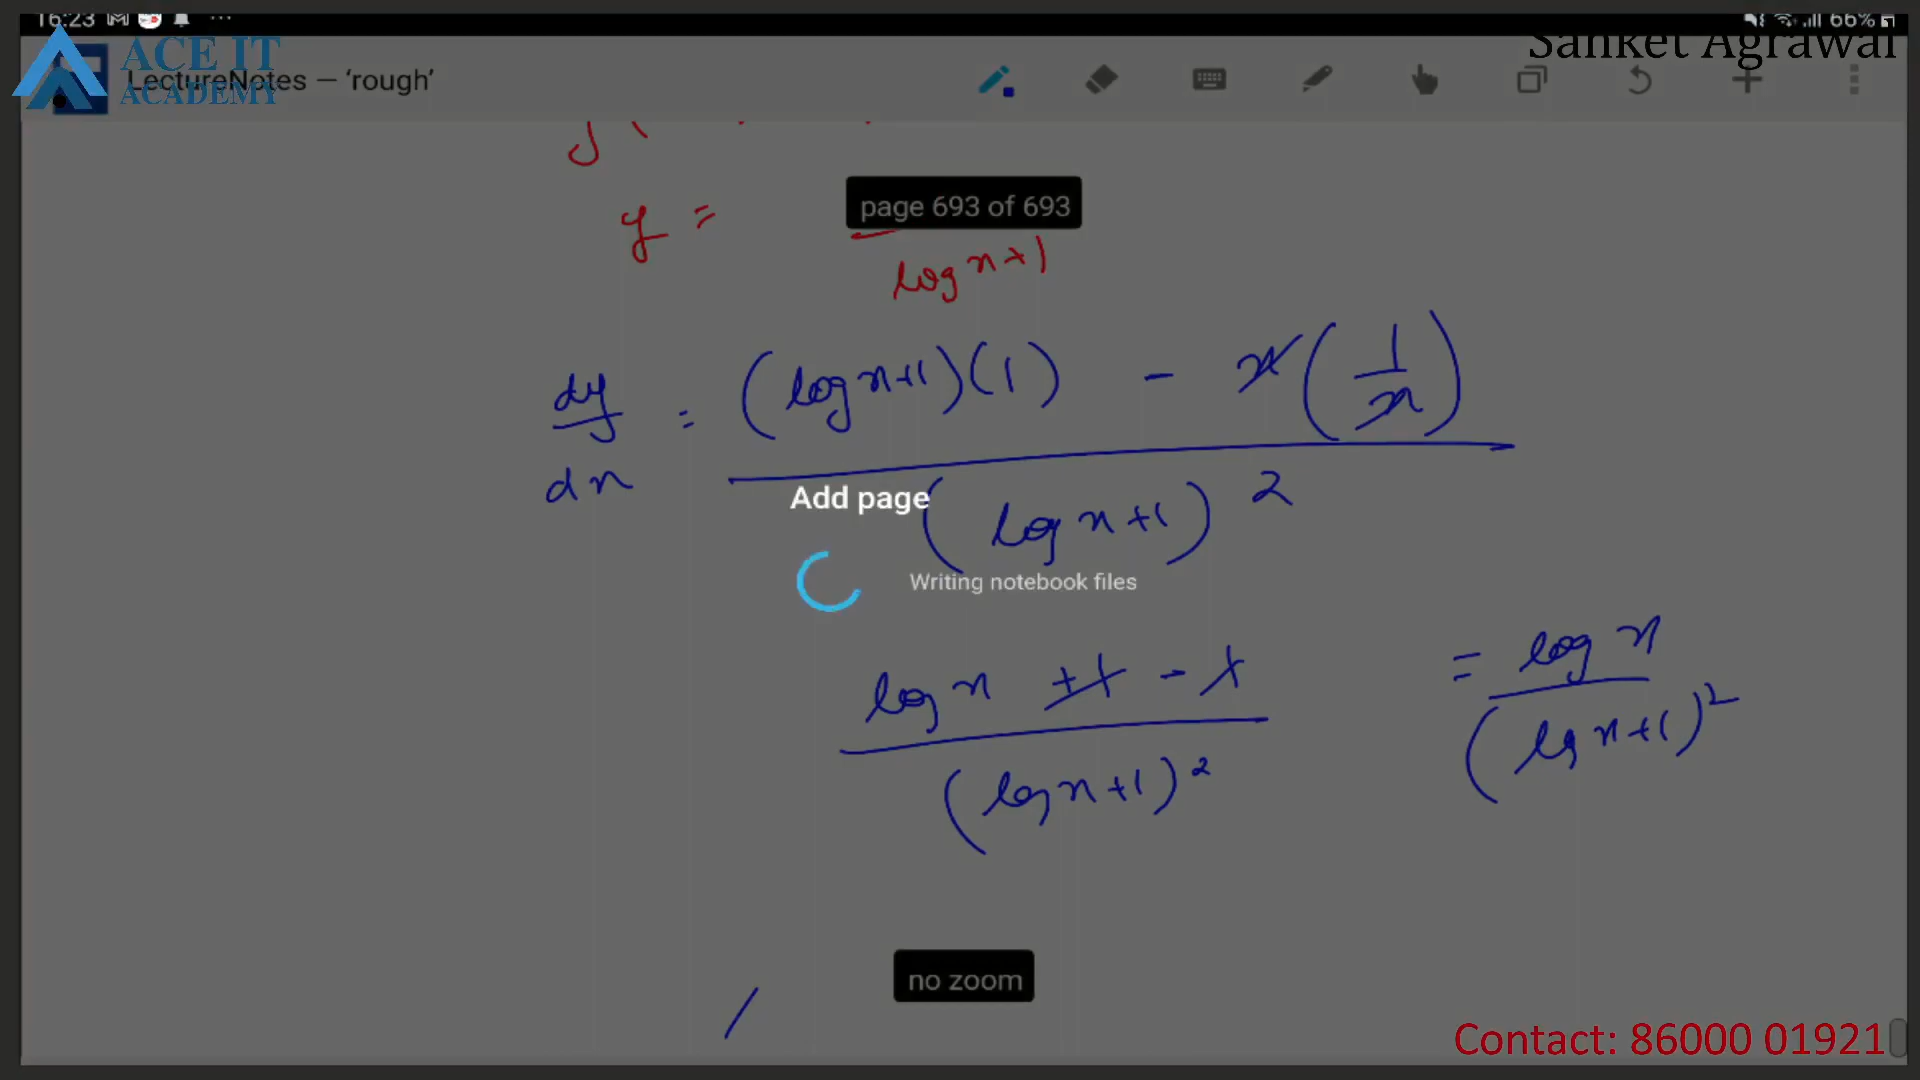 16:23 66%
ACE IT
ACADEMY
Sanket Agrawal
LectureNotes — ‘rough’
page 693 of 693
y =
log x+1
dy/dx = (log x+1)(1) - x(1/x)
(log x+1)2
Add page
Writing notebook files
log x +1 - 1
(log x+1)2
= log x
(log x+1)2
no zoom
Contact: 86000 01921